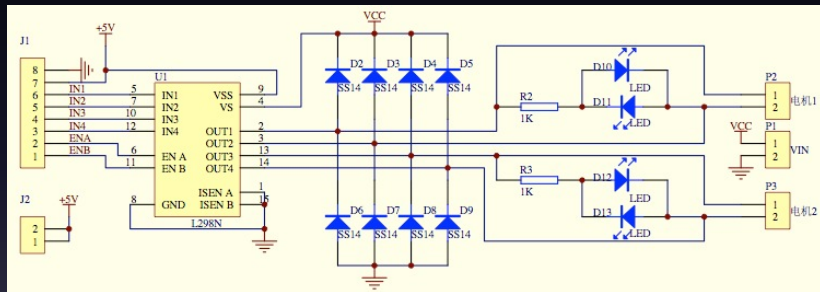 VCC
+5V
J1
8
7
6
5
4
3
2
1
IN1
IN2
IN3
IN4
ENA
ENB
U1
5
7
10
12
6
11
8
IN1
IN2
IN3
IN4
EN A
EN B
GND
VSS
VS
OUT1
OUT2
OUT3
OUT4
ISEN A
ISEN B
9
4
2
3
13
14
1
15
L298N
J2
2
1
+5V
D2
SS14
D3
SS14
D4
SS14
D5
SS14
D6
SS14
D7
SS14
D8
SS14
D9
SS14
R2
1K
D10
LED
D11
LED
R3
1K
D12
LED
D13
LED
P2
1
2
电机1
VCC
P1
1
2
VIN
P3
1
2
电机2